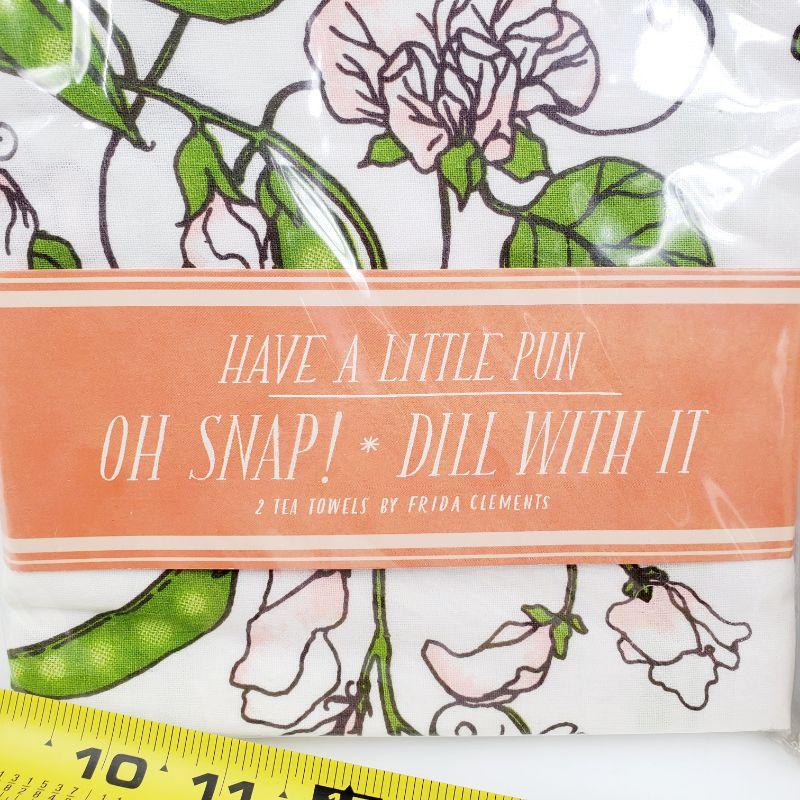 HAVE A LITTLE PUN
OH SNAP! * DILL WITH IT
2 TEA TOWELS BY FRIDA CLEMENTS
10 11